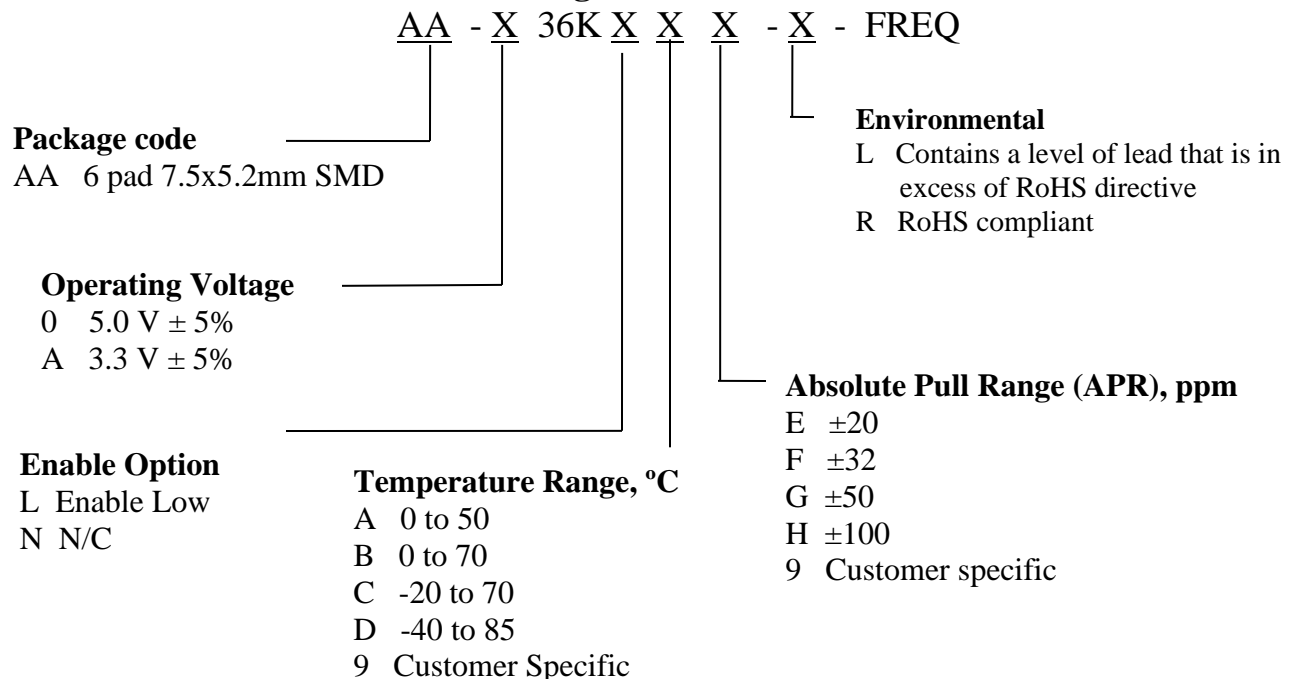 AA - X 36K X X X - X - FREQ
Package code
AA 6 pad 7.5x5.2mm SMD
Environmental
L Contains a level of lead that is in
excess of RoHS directive
R RoHS compliant
Operating Voltage
0 5.0 V ± 5%
A 3.3 V ± 5%
Enable Option
L Enable Low
N N/C
Temperature Range, ºC
A 0 to 50
B 0 to 70
C -20 to 70
D -40 to 85
9 Customer Specific
Absolute Pull Range (APR), ppm
E ±20
F ±32
G ±50
H ±100
9 Customer specific